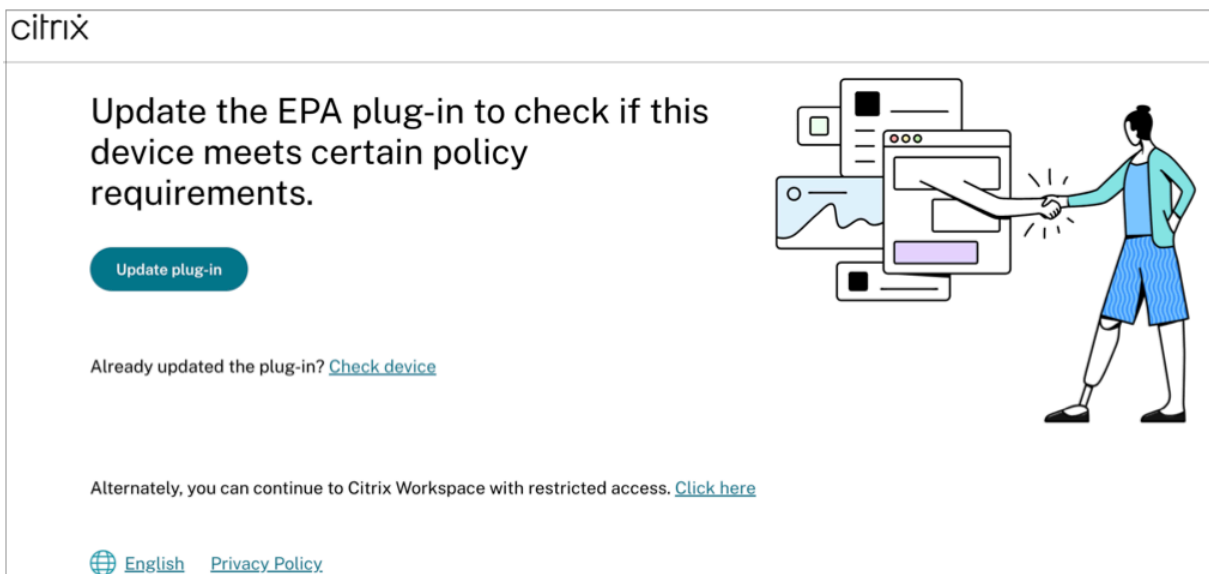 citrix
Update the EPA plug-in to check if this
device meets certain policy
requirements.
Update plug-in
Already updated the plug-in? Check device
Alternately, you can continue to Citrix Workspace with restricted access. Click here
English Privacy Policy